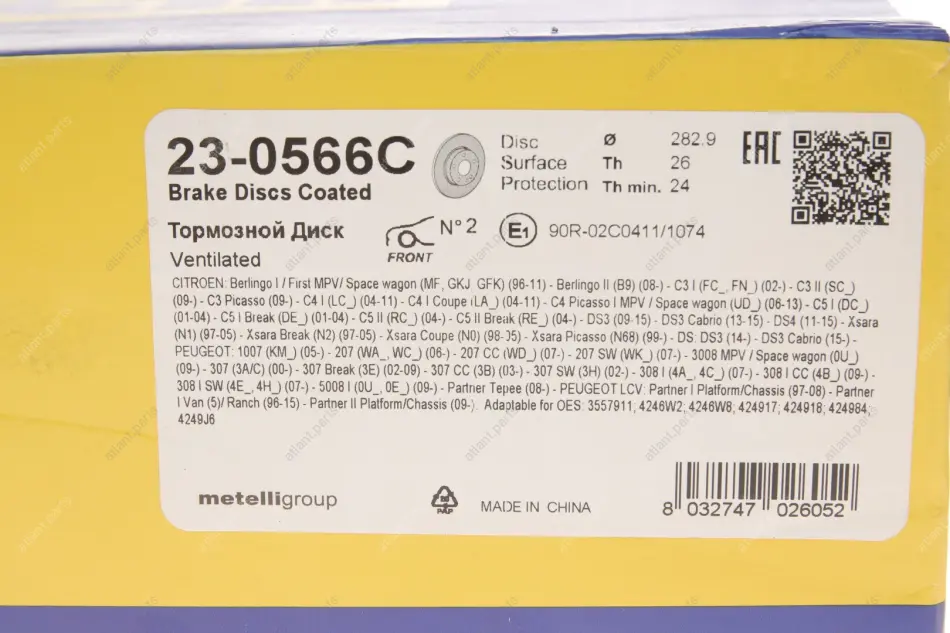 23-0566C
Brake Discs Coated
Disc
Surface
Protection
Ø 282.9
Th 26
Th min. 24
EAC
Тормозной Диск
Ventilated
FRONT
N° 2
E1 90R-02C0411/1074
CITROEN: Berlingo I / First MPV/ Space wagon (MF, GKJ GFK) (96-11) - Berlingo II (B9) (08-) - C3 I (FC_, FN_) (02-) - C3 II (SC_)
(09-) - C3 Picasso (09-) - C4 I (LC_) (04-11) - C4 I Coupe (LA_) (04-11) - C4 Picasso I MPV / Space wagon (UD_) (06-13) - C5 I (DC_)
(01-04) - C5 I Break (DE_) (01-04) - C5 II (RC_) (04-) - C5 II Break (RE_) (04-) - DS3 (09-15) - DS3 Cabrio (13-15) - DS4 (11-15) - Xsara
(N1) (97-05) - Xsara Break (N2) (97-05) - Xsara Coupe (N0) (98-05) - Xsara Picasso (N68) (99-) - DS: DS3 (14-) - DS3 Cabrio (15-) -
PEUGEOT: 1007 (KM_) (05-) - 207 (WA_, WC_) (06-) - 207 CC (WD_) (07-) - 207 SW (WK_) (07-) - 3008 MPV / Space wagon (0U_)
(09-) - 307 (3A/C) (00-) - 307 Break (3E) (02-09) - 307 CC (3B) (03-) - 307 SW (3H) (02-) - 308 I (4A_, 4C_) (07-) - 308 I CC (4B_) (09-) -
308 I SW (4E_, 4H_) (07-) - 5008 I (0U_, 0E_) (09-) - Partner Tepee (08-) - PEUGEOT LCV: Partner I Platform/Chassis (97-08) - Partner
I Van (5)/ Ranch (96-15) - Partner II Platform/Chassis (09-). Adaptable for OES: 3557911; 4246W2; 4246W8; 424917; 424918; 424984;
4249J6
metelligroup
PAP
MADE IN CHINA
8 032747 026052
atlant.parts